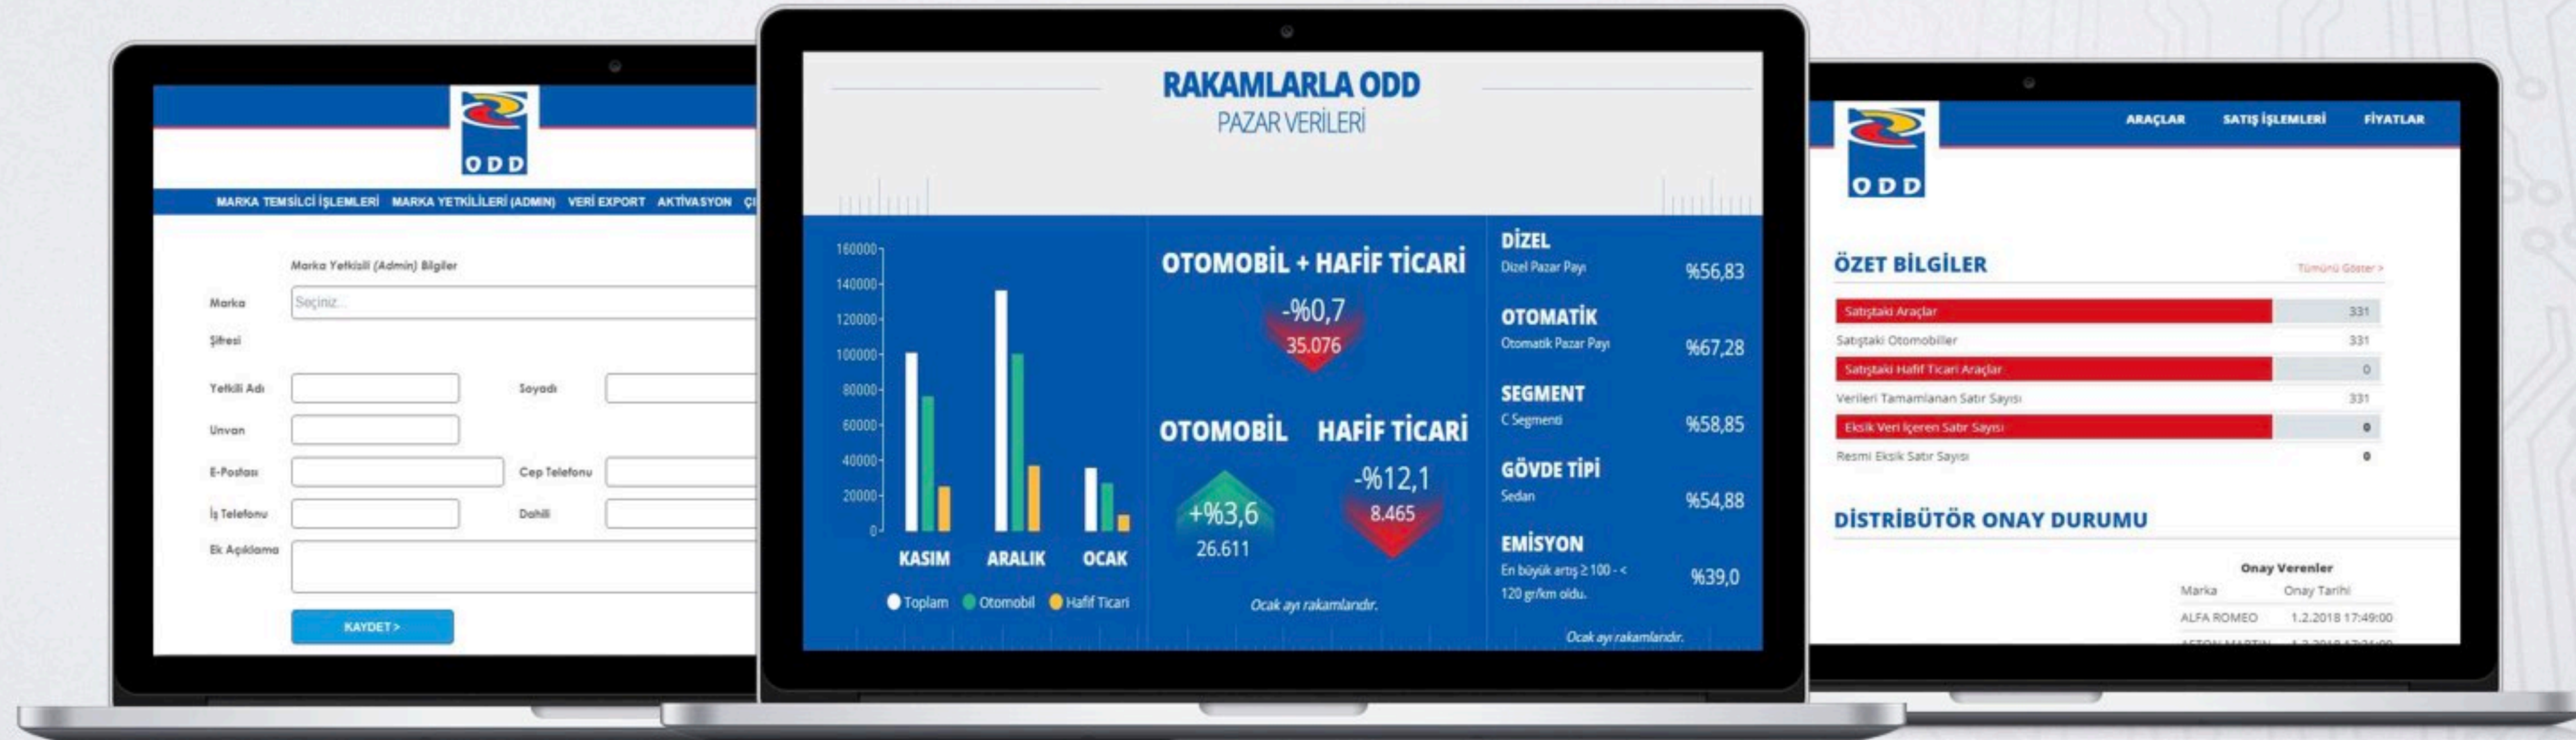 ODD
MARKA TEMSİLCİ İŞLEMLERİ MARKA YETKİLİLERİ (ADMIN) VERİ EXPORT AKTİVASYON
Marka Yetkisili (Admin) Bilgiler
Marka Seçiniz...
Şifresi
Yetkili Adı Soyadı
Unvan
E-Postası Cep Telefonu
İş Telefonu Dahili
Ek Açıklama
KAYDET >
RAKAMLARLA ODD
PAZAR VERİLERİ
160000
140000
120000
100000
80000
60000
40000
20000
0
KASIM ARALIK OCAK
Toplam Otomobil Hafif Ticari
OTOMOBİL + HAFİF TİCARİ
-%0,7
35.076
OTOMOBİL HAFİF TİCARİ
+%3,6
26.611
-%12,1
8.465
Ocak ayı rakamlarıdır.
DİZEL
Dizel Pazar Payı %56,83
OTOMATİK
Otomatik Pazar Payı %67,28
SEGMENT
C Segmenti %58,85
GÖVDE TİPİ
Sedan %54,88
EMİSYON
En büyük artış ≥ 100 - <
120 gr/km oldu. %39,0
Ocak ayı rakamlarıdır.
ODD
ARAÇLAR SATIŞ İŞLEMLERİ FİYATLAR
ÖZET BİLGİLER Tümünü Göster >
Satıştaki Araçlar 331
Satıştaki Otomobiller 331
Satıştaki Hafif Ticari Araçlar 0
Verileri Tamamlanan Satır Sayısı 331
Eksik Veri İçeren Satır Sayısı 0
Resmi Eksik Satır Sayısı 0
DİSTRİBÜTÖR ONAY DURUMU
Onay Verenler
Marka Onay Tarihi
ALFA ROMEO 1.2.2018 17:49:00